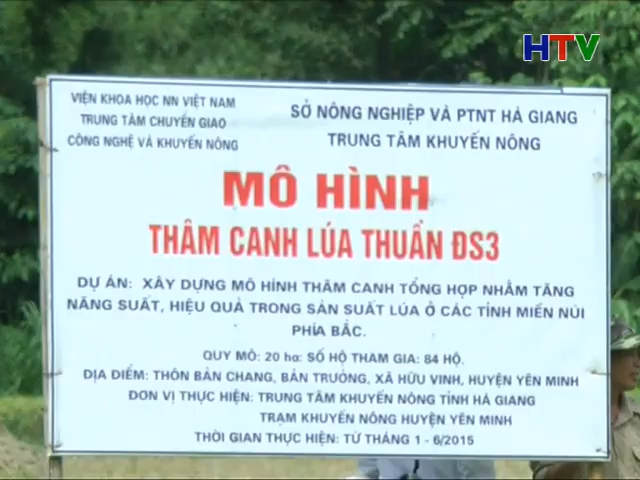 HTV
VIỆN KHOA HỌC NN VIỆT NAM
TRUNG TÂM CHUYỂN GIAO
CÔNG NGHỆ VÀ KHUYẾN NÔNG
SỞ NÔNG NGHIỆP VÀ PTNT HÀ GIANG
TRUNG TÂM KHUYẾN NÔNG
MÔ HÌNH
THÂM CANH LÚA THUẦN ĐS3
DỰ ÁN: XÂY DỰNG MÔ HÌNH THÂM CANH TỔNG HỢP NHẰM TĂNG
NĂNG SUẤT, HIỆU QUẢ TRONG SẢN SUẤT LÚA Ở CÁC TỈNH MIỀN NÚI
PHÍA BẮC.
QUY MÔ: 20 ha: SỐ HỘ THAM GIA: 84 HỘ.
ĐỊA ĐIỂM: THÔN BẢN CHANG, BẢN TRƯỞNG, XÃ HỮU VINH, HUYỆN YÊN MINH
ĐƠN VỊ THỰC HIỆN: TRUNG TÂM KHUYẾN NÔNG TỈNH HÀ GIANG
TRẠM KHUYẾN NÔNG HUYỆN YÊN MINH
THỜI GIAN THỰC HIỆN: TỪ THÁNG 1 - 6/2015